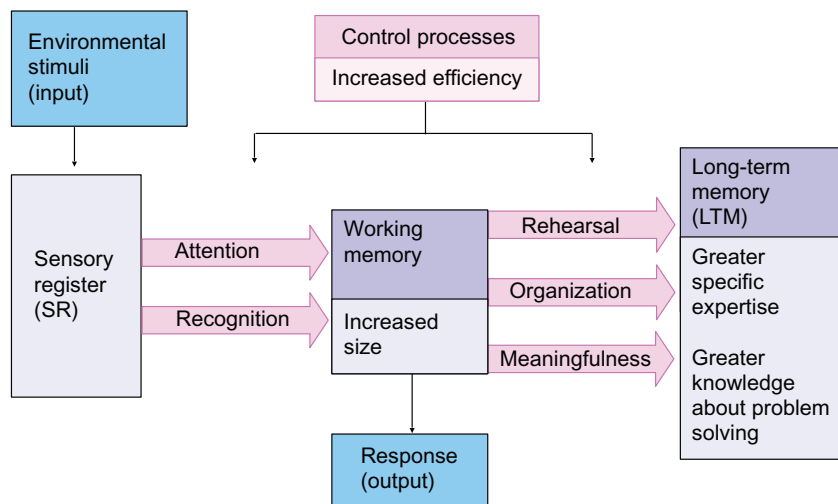 Environmental
stimuli
(input)
Control processes
Increased efficiency
Sensory
register
(SR)
Attention
Recognition
Working
memory
Increased
size
Rehearsal
Organization
Meaningfulness
Long-term
memory
(LTM)
Greater
specific
expertise
Greater
knowledge
about problem
solving
Response
(output)